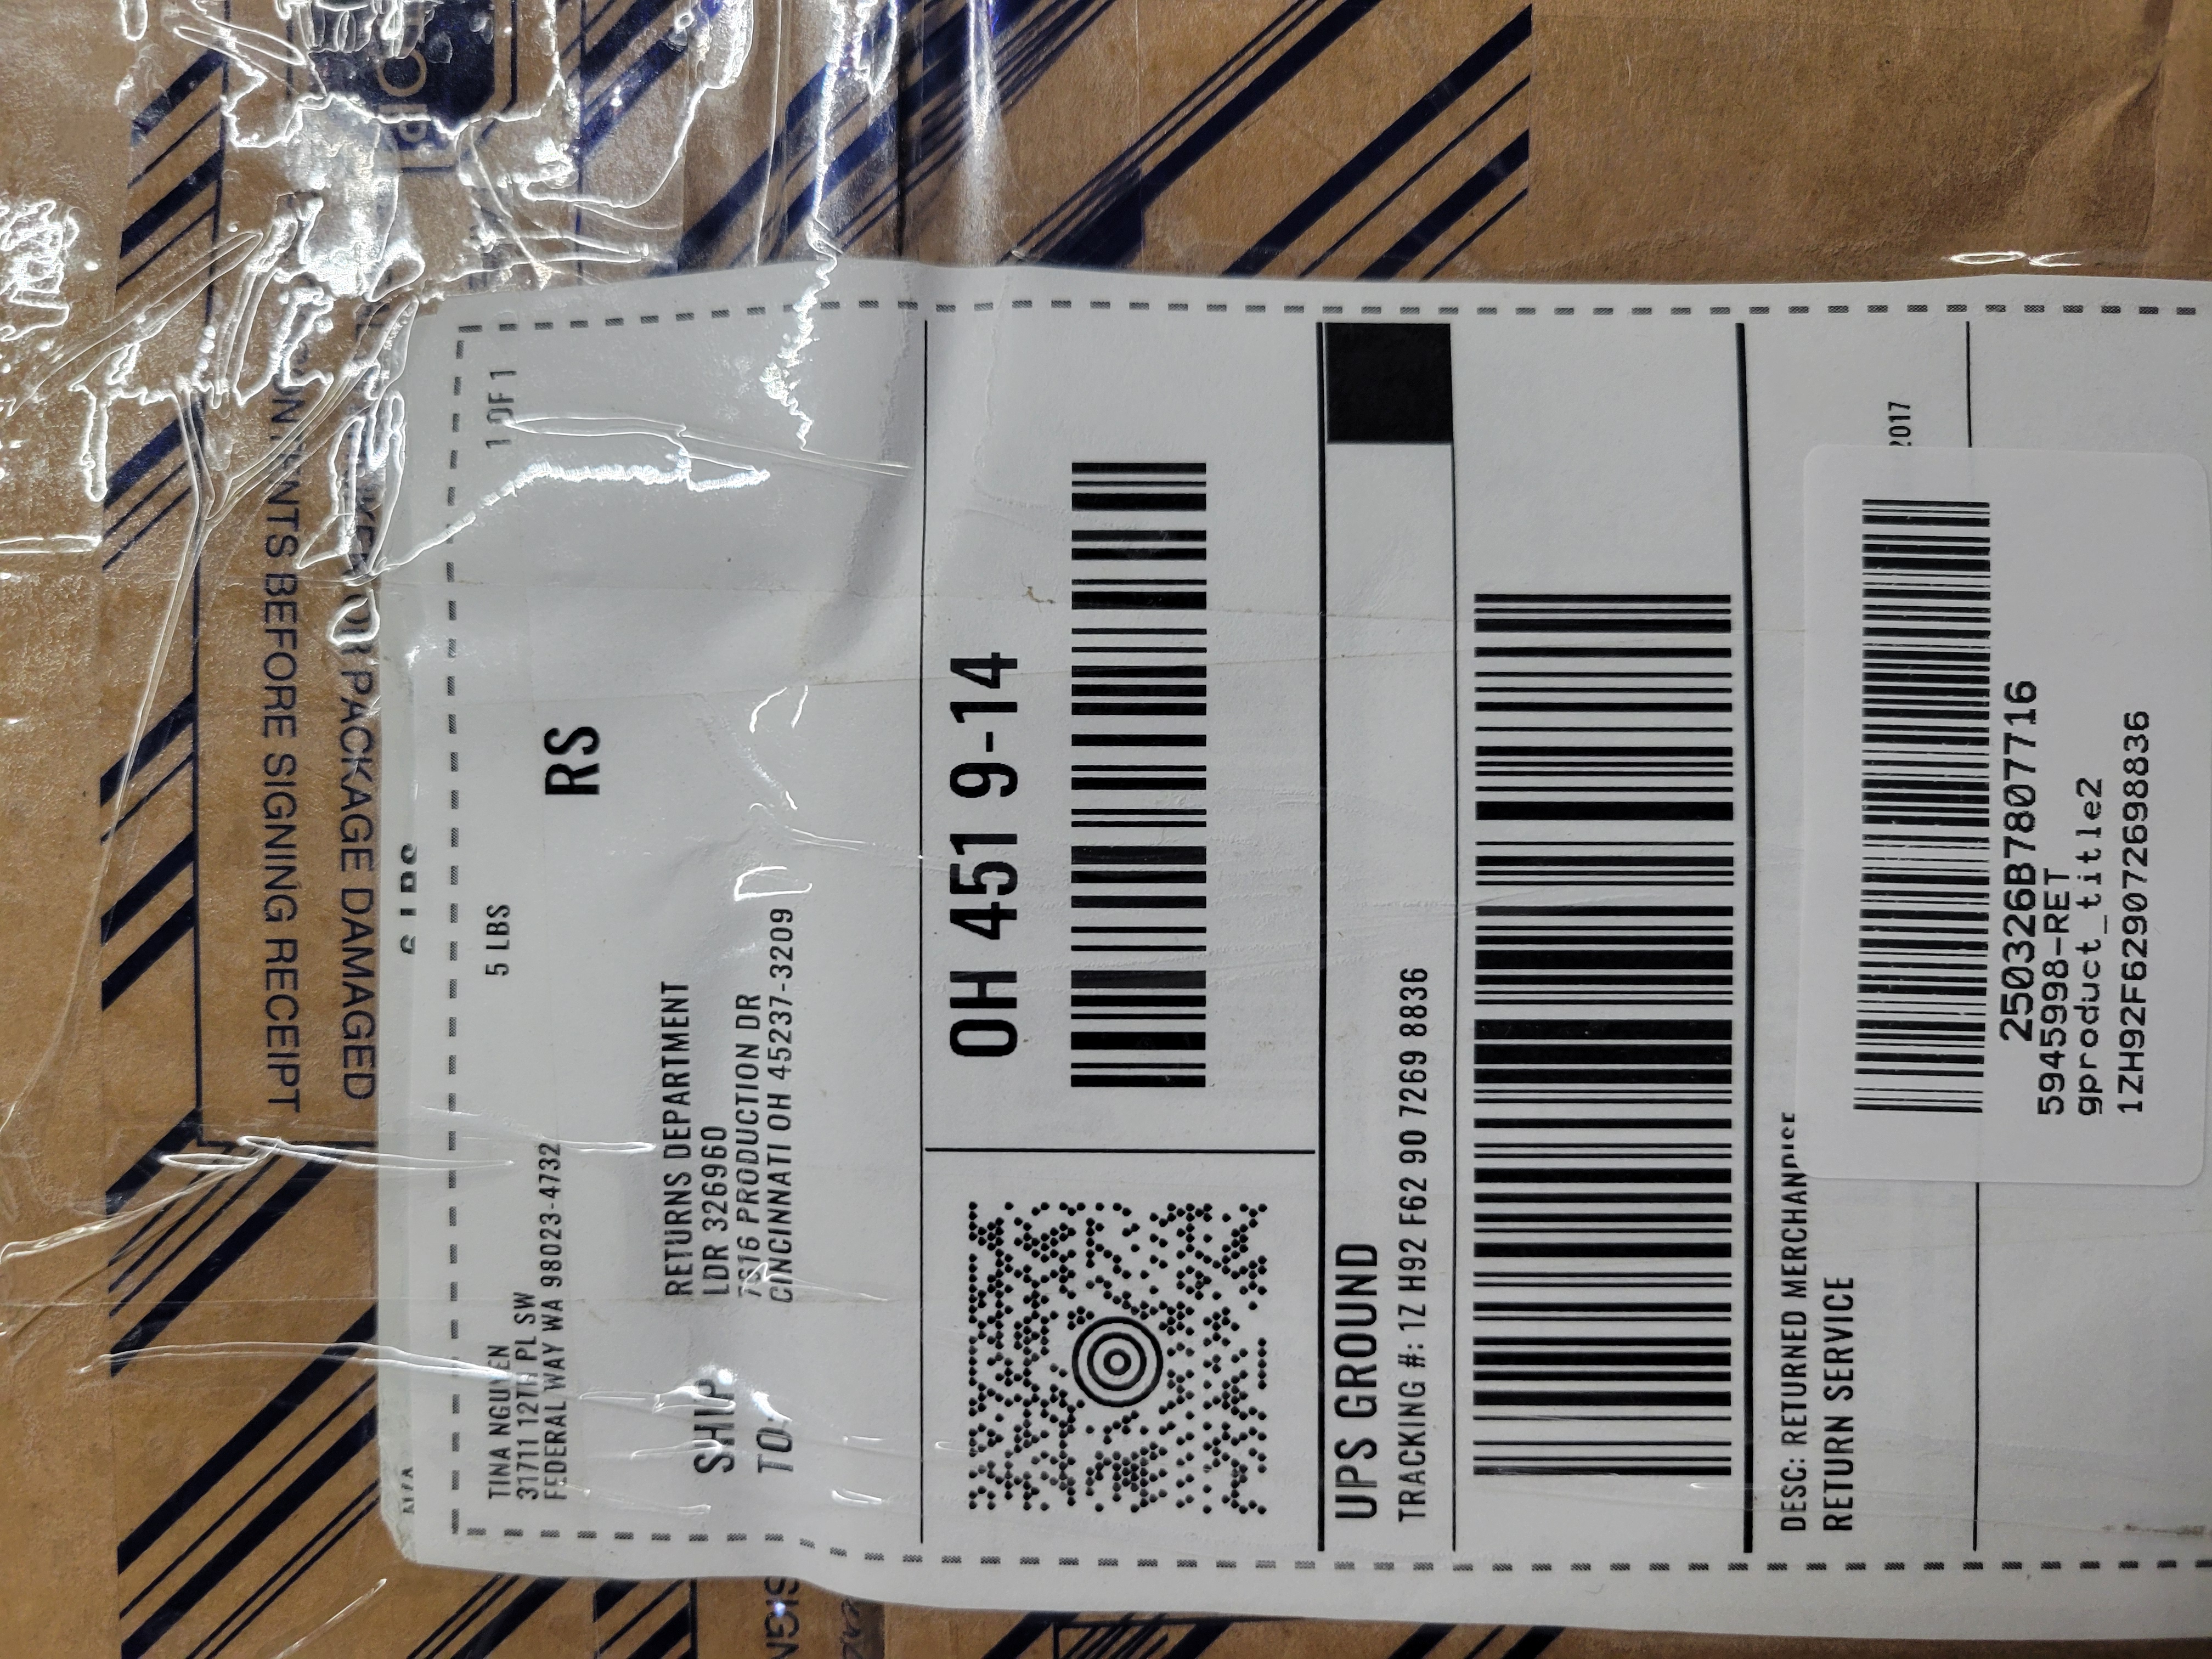 TINA NGUYEN
31711 12TH PL SW
FEDERAL WAY WA 98023-4732
5 LBS
1 OF 1
RS
SHIP
TO:
RETURNS DEPARTMENT
LDR 326960
PRODUCTION DR
CINCINNATI OH 45237-3209
OH 451 9-14
UPS GROUND
TRACKING #: 1Z H92 F62 90 7269 8836
DESC: RETURNED MERCHANDISE
RETURN SERVICE
2017
250326B7807716
5945998-RET
gproduct_title2
1ZH92F629072698836
PACKAGE DAMAGED
BEFORE SIGNING RECEIPT